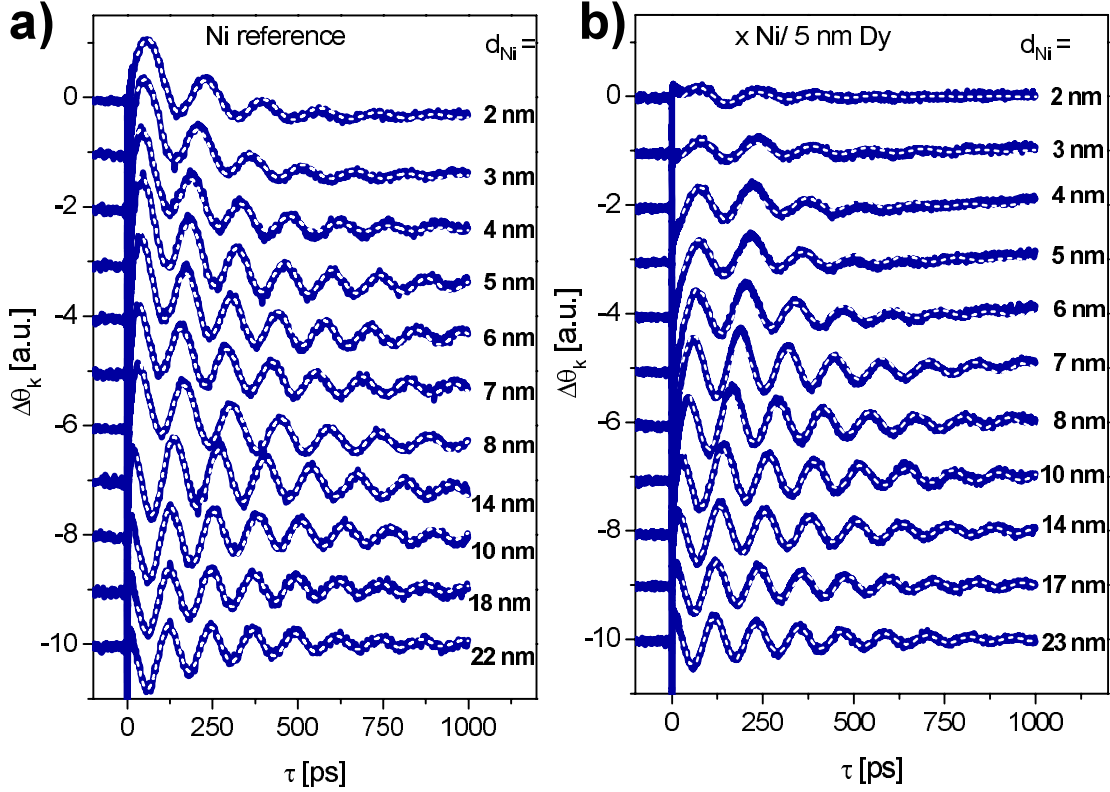 a)
Ni reference
d_Ni =
0
-2
-4
-6
-8
-10
2 nm
3 nm
4 nm
5 nm
6 nm
7 nm
8 nm
14 nm
10 nm
18 nm
22 nm
Δθ_k [a.u.]
0 250 500 750 1000
τ [ps]
b)
x Ni/ 5 nm Dy
d_Ni =
0
-2
-4
-6
-8
-10
2 nm
3 nm
4 nm
5 nm
6 nm
7 nm
8 nm
10 nm
14 nm
17 nm
23 nm
Δθ_k [a.u.]
0 250 500 750 1000
τ [ps]